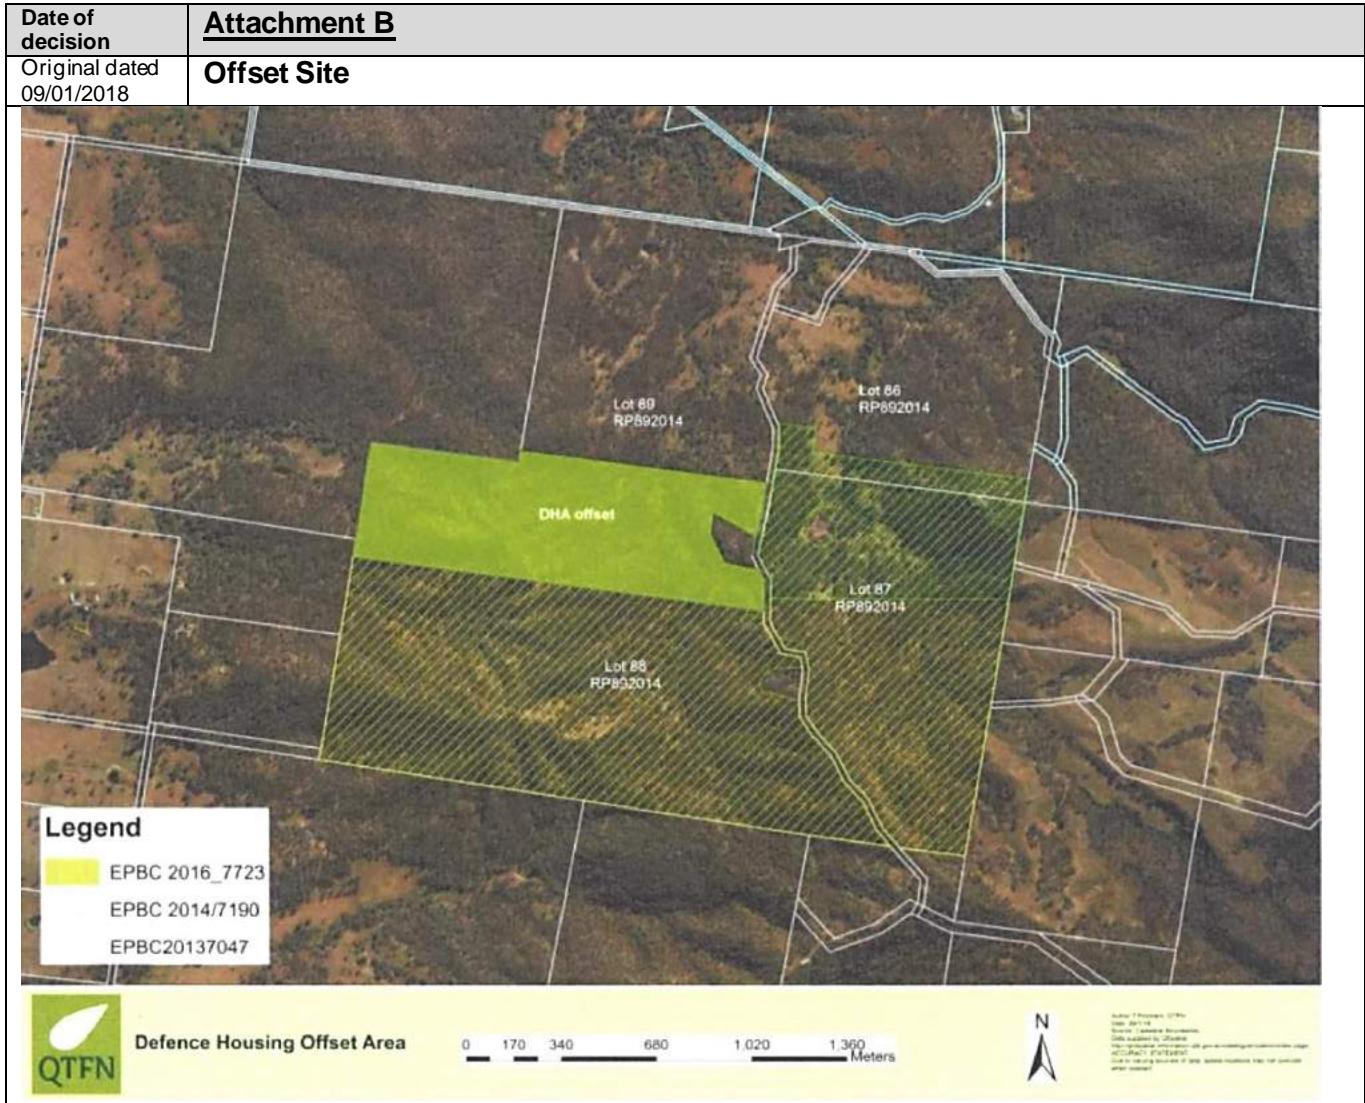 Date of
decision
Attachment B
Original dated
09/01/2018
Offset Site
Lot 89
RP892014
Lot 86
RP892014
DHA offset
Lot 87
RP892014
Lot 88
RP892014
Legend
EPBC 2016_7723
EPBC 2014/7190
EPBC20137047
QTFN
Defence Housing Offset Area
0 170 340 680 1,020 1,360
Meters
N
ACCURACY STATEMENT